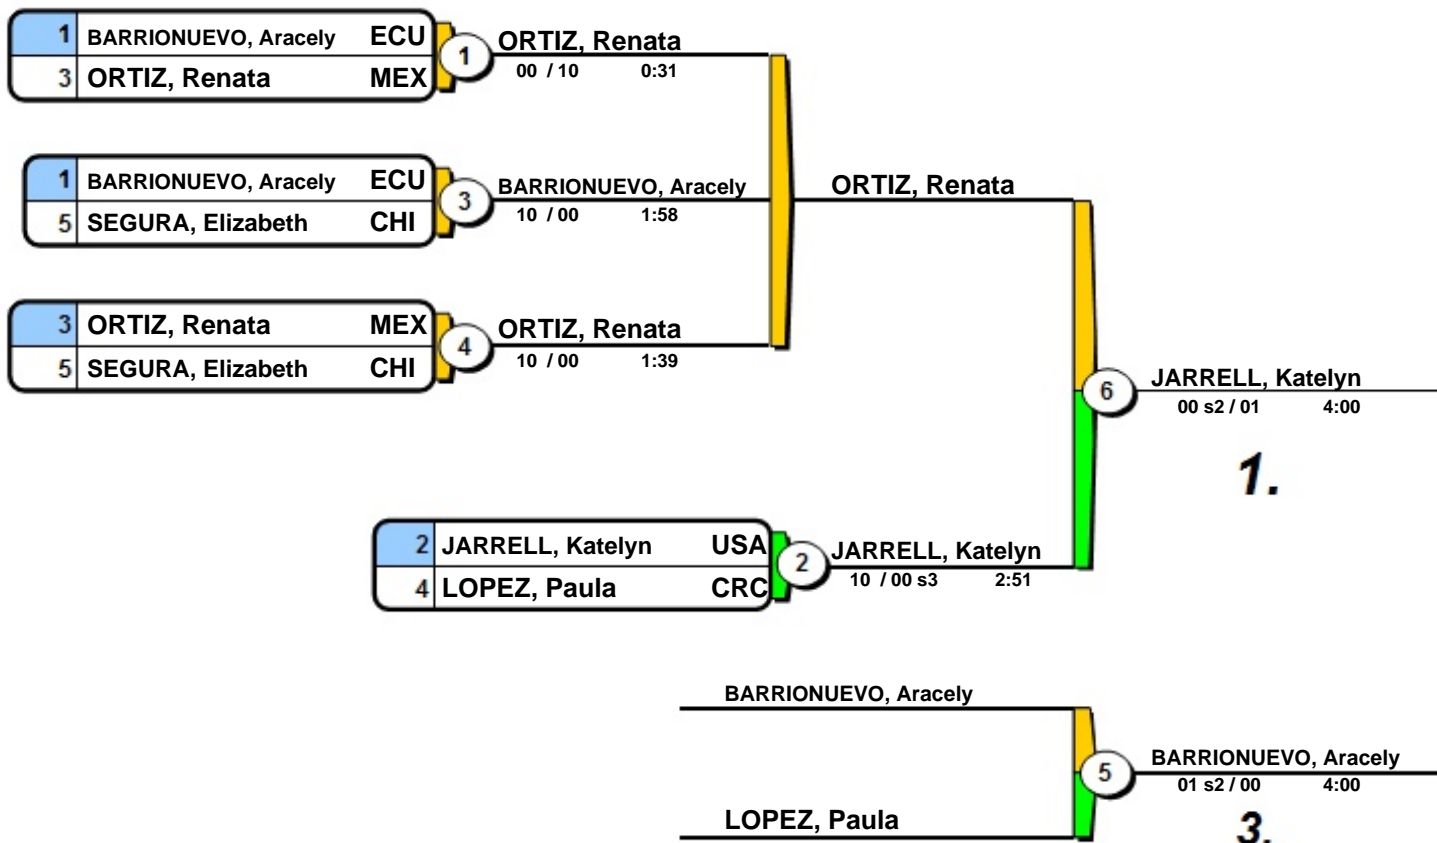 1 BARRIONUEVO, Aracely ECU
3 ORTIZ, Renata MEX
1 ORTIZ, Renata
00 / 10 0:31
1 BARRIONUEVO, Aracely ECU
5 SEGURA, Elizabeth CHI
3 BARRIONUEVO, Aracely
10 / 00 1:58
ORTIZ, Renata
3 ORTIZ, Renata MEX
5 SEGURA, Elizabeth CHI
4 ORTIZ, Renata
10 / 00 1:39
6 JARRELL, Katelyn
00 s2 / 01 4:00
1.
2 JARRELL, Katelyn USA
4 LOPEZ, Paula CRC
2 JARRELL, Katelyn
10 / 00 s3 2:51
BARRIONUEVO, Aracely
5 BARRIONUEVO, Aracely
01 s2 / 00 4:00
LOPEZ, Paula
3.